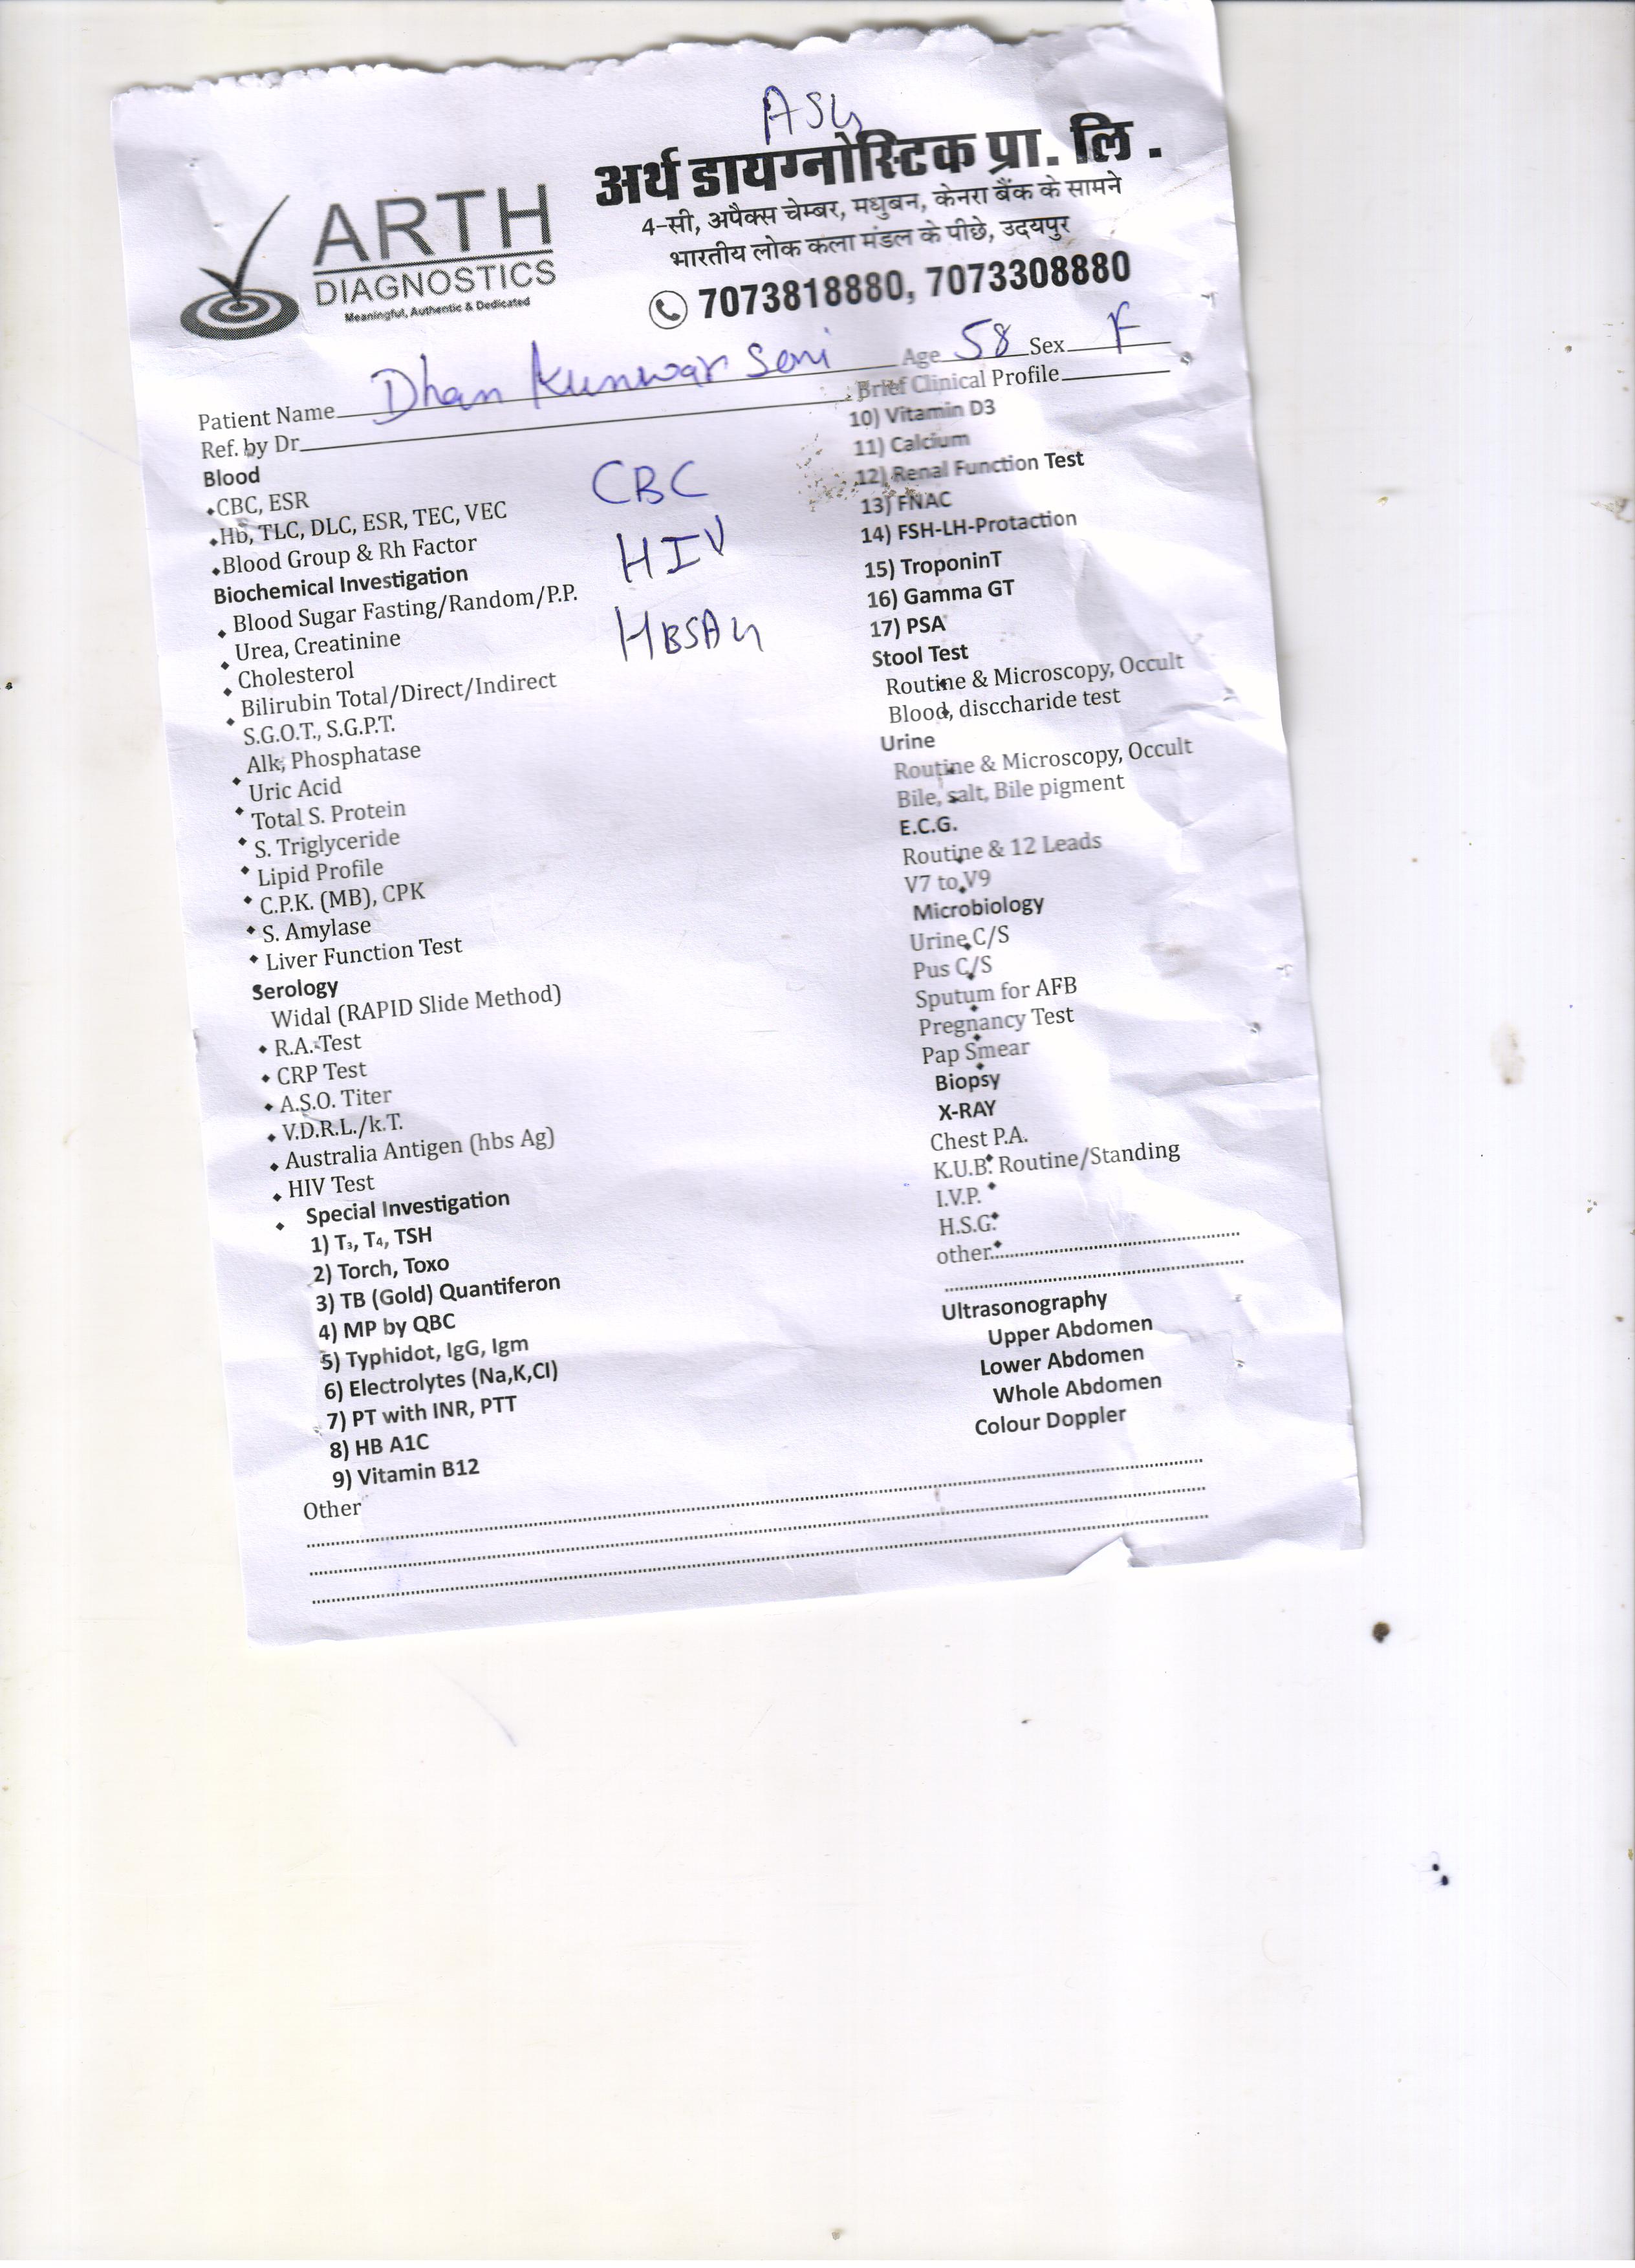 ASG
अर्थ डायग्नोस्टिक प्रा. लि .
4-सी, अपैक्स चेम्बर, मधुबन, केनरा बैंक के सामने
भारतीय लोक कला मंडल के पीछे, उदयपुर
7073818880, 7073308880
ARTH
DIAGNOSTICS
Meaningful, Authentic & Dedicated
Patient Name Dhan Kunwar Soni Age 58 Sex F
Ref. by Dr Brief Clinical Profile
Blood
CBC, ESR
Hb, TLC, DLC, ESR, TEC, VEC
Blood Group & Rh Factor
Biochemical Investigation
Blood Sugar Fasting/Random/P.P.
Urea, Creatinine
Cholesterol
Bilirubin Total/Direct/Indirect
S.G.O.T., S.G.P.T.
Alk, Phosphatase
Uric Acid
Total S. Protein
S. Triglyceride
Lipid Profile
C.P.K. (MB), CPK
S. Amylase
Liver Function Test
Serology
Widal (RAPID Slide Method)
R.A. Test
CRP Test
A.S.O. Titer
V.D.R.L./k.T.
Australia Antigen (hbs Ag)
HIV Test
Special Investigation
1) T₃, T₄, TSH
2) Torch, Toxo
3) TB (Gold) Quantiferon
4) MP by QBC
5) Typhidot, IgG, Igm
6) Electrolytes (Na,K,Cl)
7) PT with INR, PTT
8) HB A1C
9) Vitamin B12
Other
CBC
HIV
HBSAG
10) Vitamin D3
11) Calcium
12) Renal Function Test
13) FNAC
14) FSH-LH-Protaction
15) TroponinT
16) Gamma GT
17) PSA
Stool Test
Routine & Microscopy, Occult
Blood, disccharide test
Urine
Routine & Microscopy, Occult
Bile, salt, Bile pigment
E.C.G.
Routine & 12 Leads
V7 to V9
Microbiology
Urine C/S
Pus C/S
Sputum for AFB
Pregnancy Test
Pap Smear
Biopsy
X-RAY
Chest P.A.
K.U.B. Routine/Standing
I.V.P.
H.S.G.
other
Ultrasonography
Upper Abdomen
Lower Abdomen
Whole Abdomen
Colour Doppler